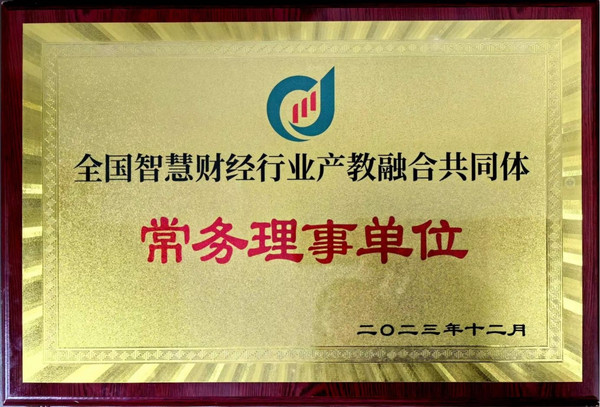 全国智慧财经行业产教融合共同体
常务理事单位
二〇二三年十二月